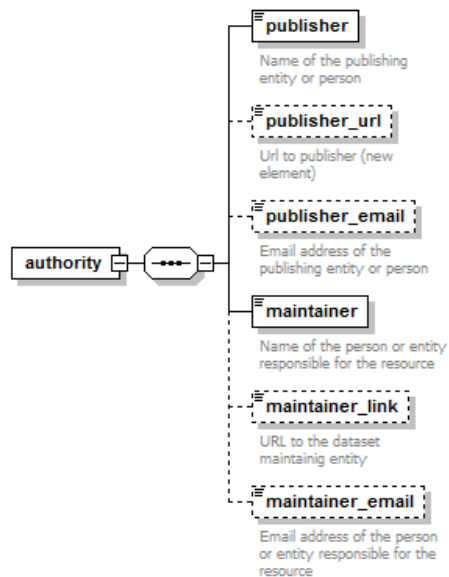 publisher
Name of the publishing
entity or person
publisher_url
Url to publisher (new
element)
publisher_email
Email address of the
publishing entity or person
authority
maintainer
Name of the person or entity
responsible for the resource
maintainer_link
URL to the dataset
maintainig entity
maintainer_email
Email address of the person
or entity responsible for the
resource